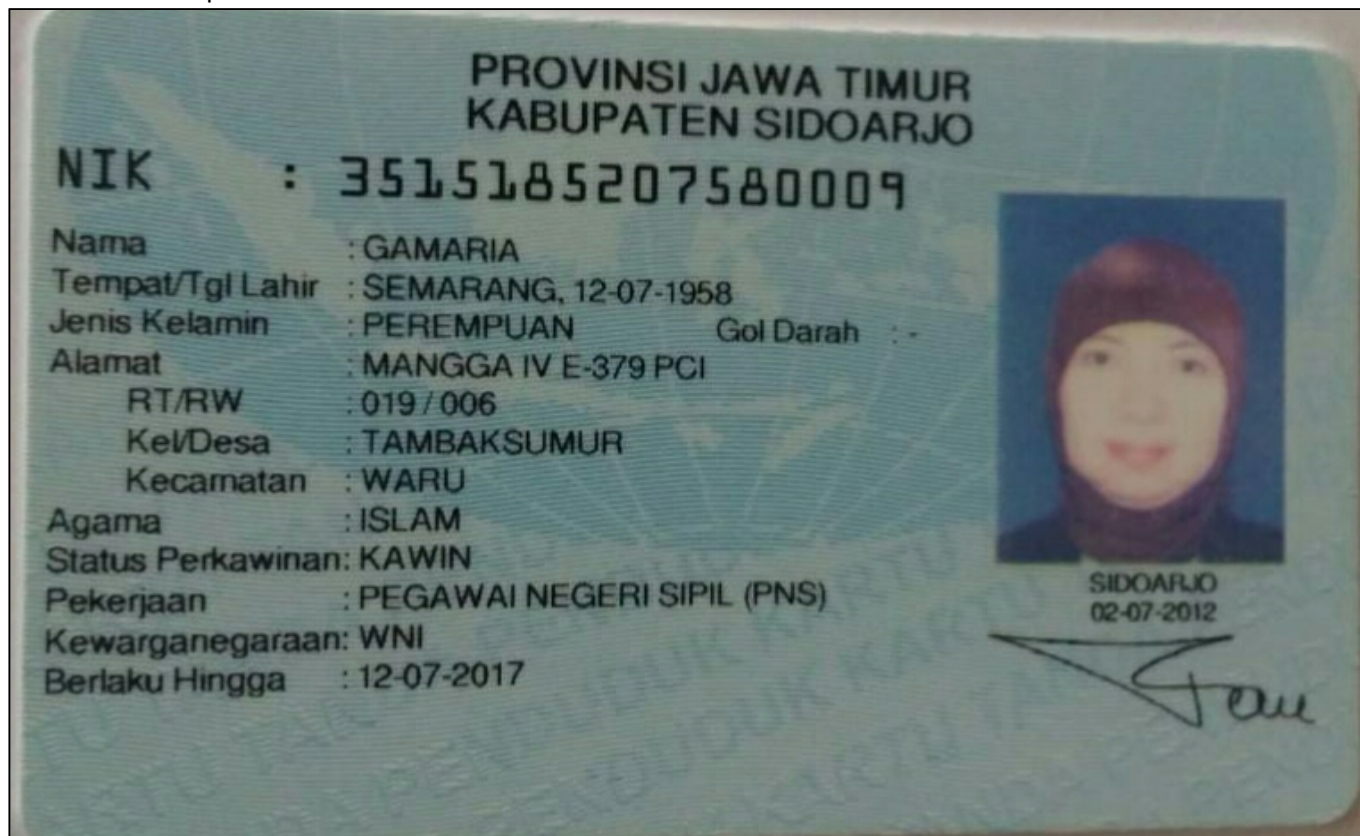 PROVINSI JAWA TIMUR
KABUPATEN SIDOARJO
NIK : 3515185207580009
Nama : GAMARIA
Tempat/Tgl Lahir : SEMARANG, 12-07-1958
Jenis Kelamin : PEREMPUAN Gol Darah : -
Alamat : MANGGA IV E-379 PCI
RT/RW : 019 / 006
Kel/Desa : TAMBAKSUMUR
Kecamatan : WARU
Agama : ISLAM
Status Perkawinan: KAWIN
Pekerjaan : PEGAWAI NEGERI SIPIL (PNS)
Kewarganegaraan: WNI
Berlaku Hingga : 12-07-2017
SIDOARJO
02-07-2012